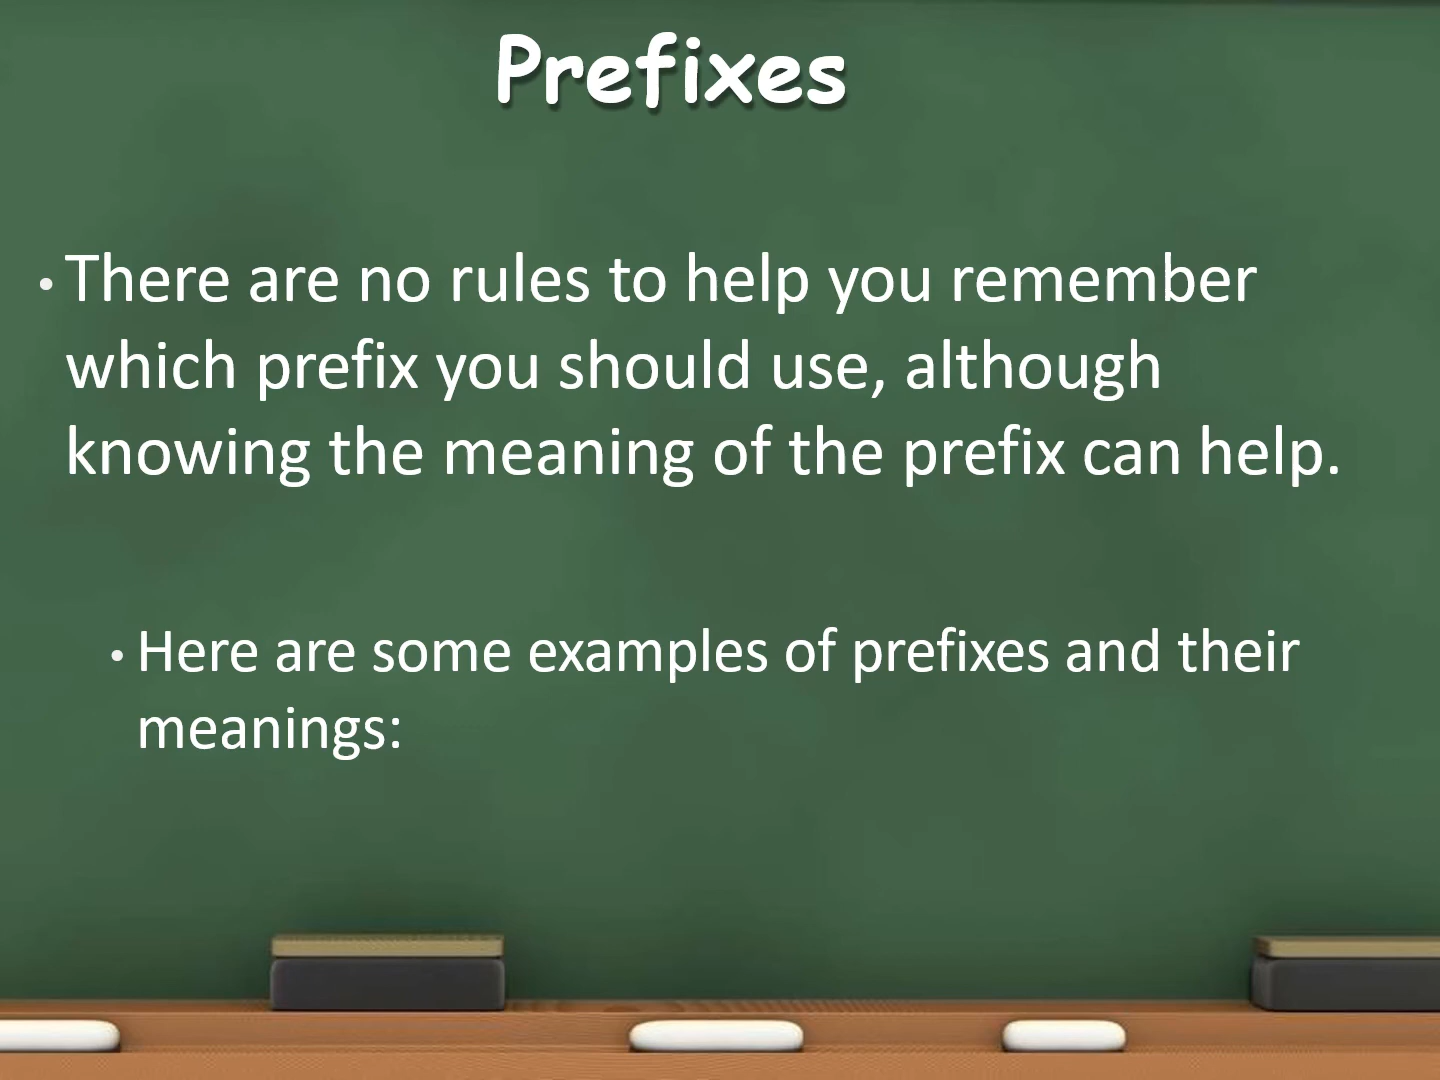 Prefixes
• There are no rules to help you remember
which prefix you should use, although
knowing the meaning of the prefix can help.
• Here are some examples of prefixes and their
meanings: